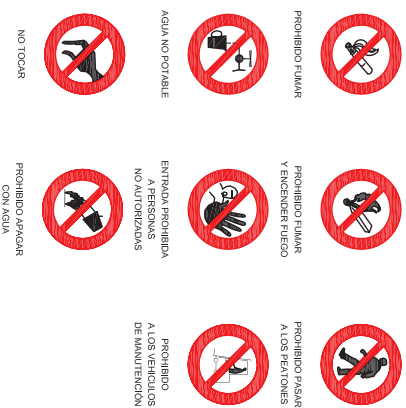 PROHIBIDO FUMAR
PROHIBIDO FUMAR
Y ENCENDER FUEGO
PROHIBIDO PASAR
A LOS PEATONES
AGUA NO POTABLE
ENTRADA PROHIBIDA
A PERSONAS
NO AUTORIZADAS
PROHIBIDO
A LOS VEHICULOS
DE MANUTENCIÓN
NO TOCAR
PROHIBIDO APAGAR
CON AGUA